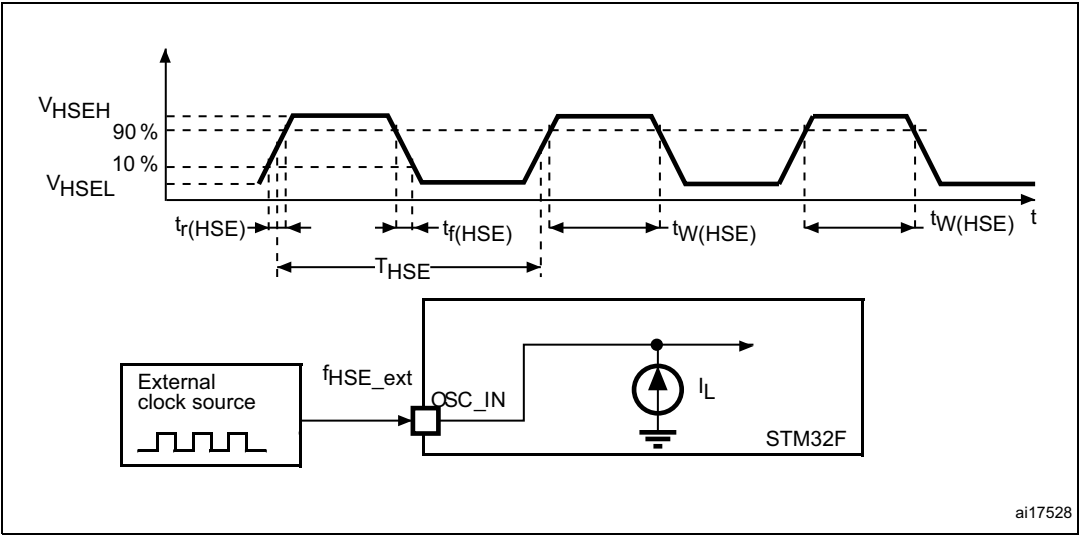 VHSEH
90 %
10 %
VHSEL
tr(HSE)
tf(HSE)
tW(HSE)
tW(HSE)
t
THSE
External
clock source
fHSE_ext
OSC_IN
IL
STM32F
ai17528